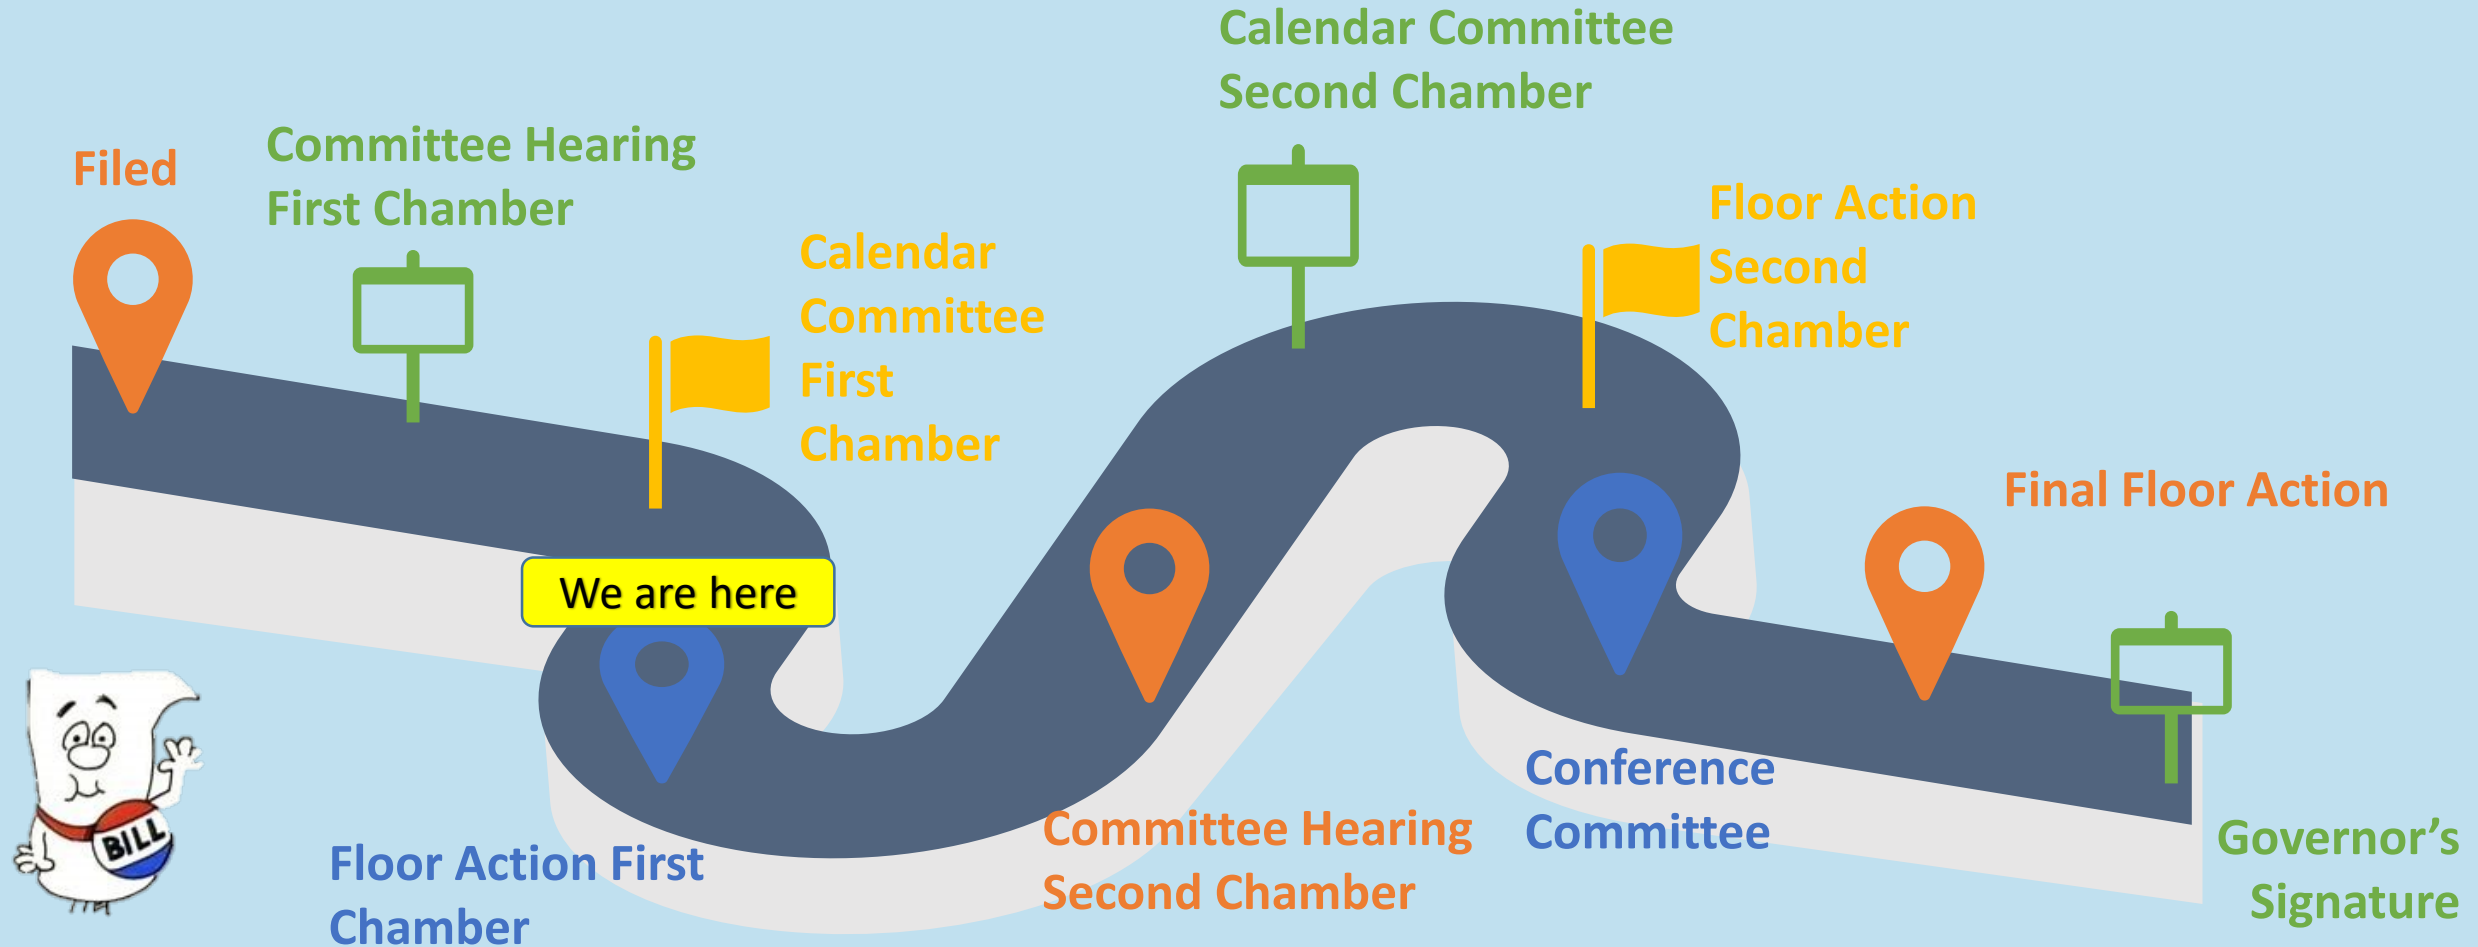 Filed
Committee Hearing
First Chamber
Calendar
Committee
First
Chamber
We are here
Floor Action First
Chamber
Committee Hearing
Second Chamber
Calendar Committee
Second Chamber
Floor Action
Second
Chamber
Conference
Committee
Final Floor Action
Governor’s
Signature
BILL